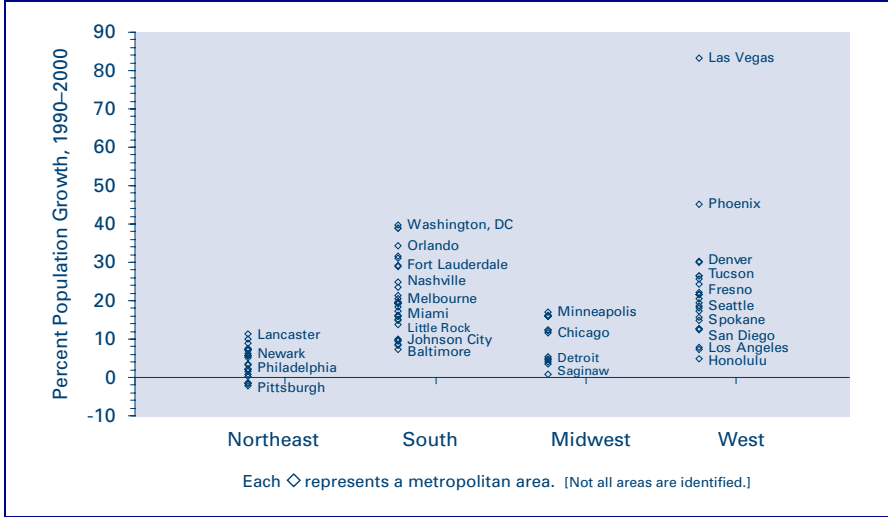 Percent Population Growth, 1990–2000
90
80
70
60
50
40
30
20
10
0
-10
Lancaster
Newark
Philadelphia
Pittsburgh
Washington, DC
Orlando
Fort Lauderdale
Nashville
Melbourne
Miami
Little Rock
Johnson City
Baltimore
Minneapolis
Chicago
Detroit
Saginaw
Las Vegas
Phoenix
Denver
Tucson
Fresno
Seattle
Spokane
San Diego
Los Angeles
Honolulu
Northeast
South
Midwest
West
Each ◇ represents a metropolitan area. [Not all areas are identified.]